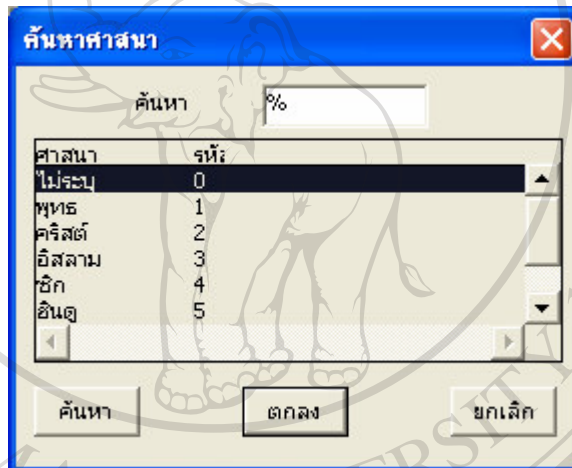 ค้นหาศาสนา
ค้นหา %
ศาสนา รหัส
ไม่ระบุ 0
พุทธ 1
คริสต์ 2
อิสลาม 3
ซิก 4
ฮินดู 5
ค้นหา ตกลง ยกเลิก